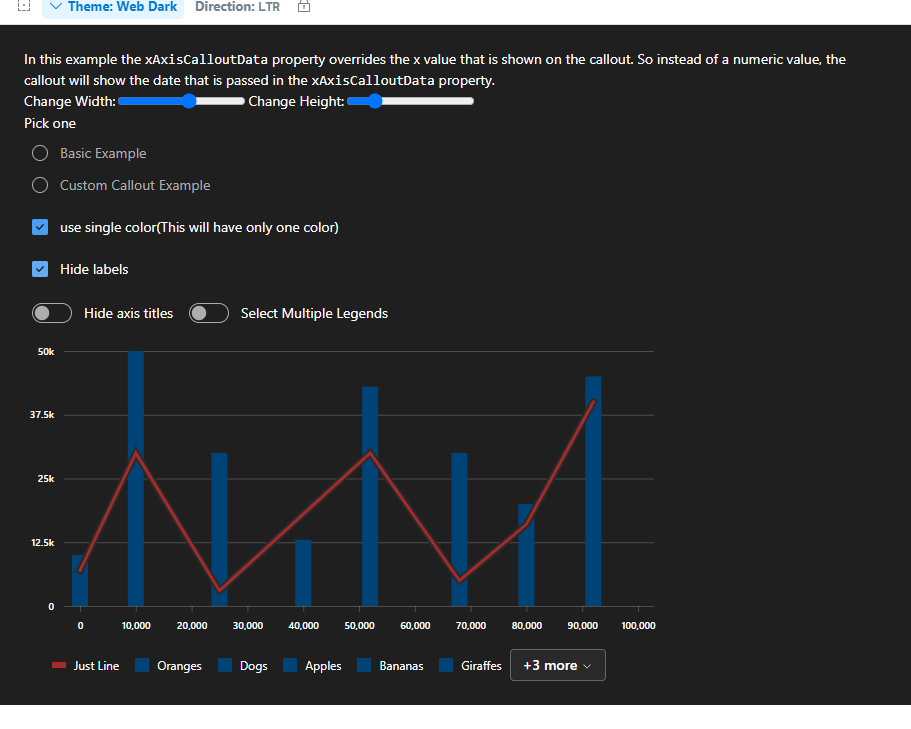 Theme: Web Dark Direction: LTR
In this example the xAxisCalloutData property overrides the x value that is shown on the callout. So instead of a numeric value, the
callout will show the date that is passed in the xAxisCalloutData property.
Change Width: Change Height:
Pick one
Basic Example
Custom Callout Example
use single color(This will have only one color)
Hide labels
Hide axis titles Select Multiple Legends
50k
37.5k
25k
12.5k
0
0 10,000 20,000 30,000 40,000 50,000 60,000 70,000 80,000 90,000 100,000
Just Line Oranges Dogs Apples Bananas Giraffes +3 more